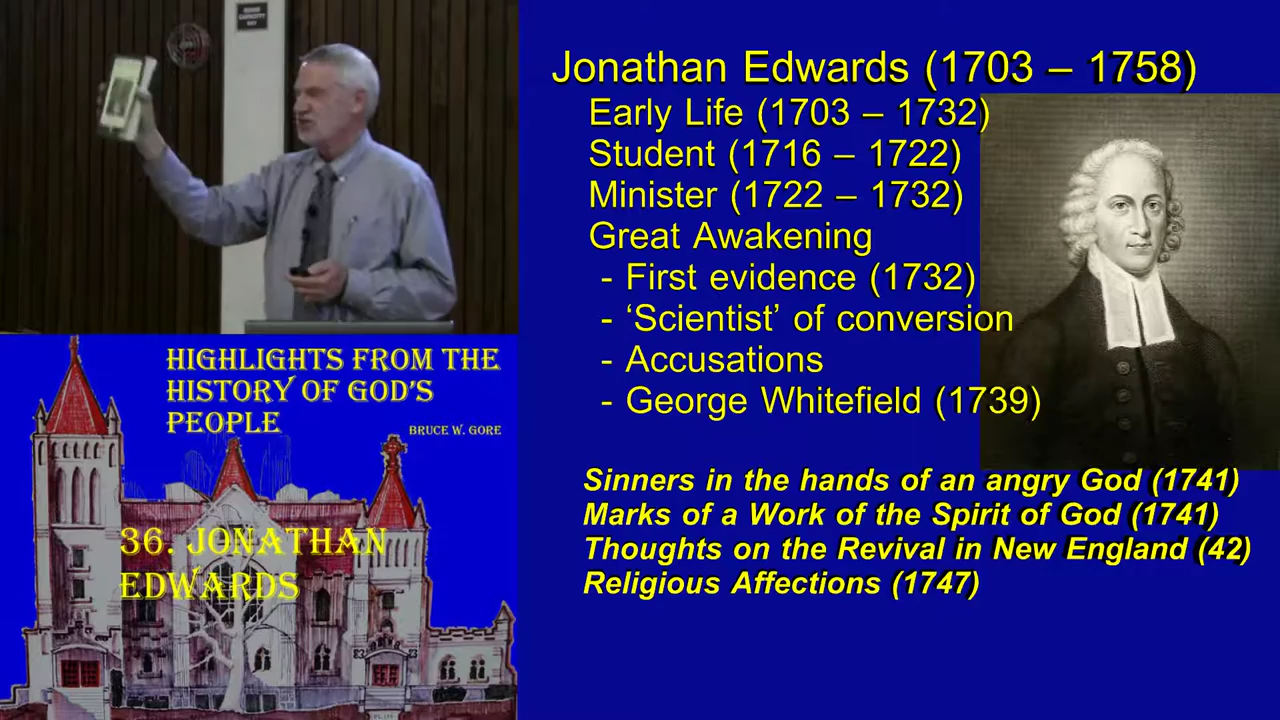 Jonathan Edwards (1703 – 1758)
Early Life (1703 – 1732)
Student (1716 – 1722)
Minister (1722 – 1732)
Great Awakening
- First evidence (1732)
- ‘Scientist’ of conversion
- Accusations
- George Whitefield (1739)
Sinners in the hands of an angry God (1741)
Marks of a Work of the Spirit of God (1741)
Thoughts on the Revival in New England (42)
Religious Affections (1747)
HIGHLIGHTS FROM THE
HISTORY OF GOD'S
PEOPLE
BRUCE W. GORE
36. JONATHAN
EDWARDS